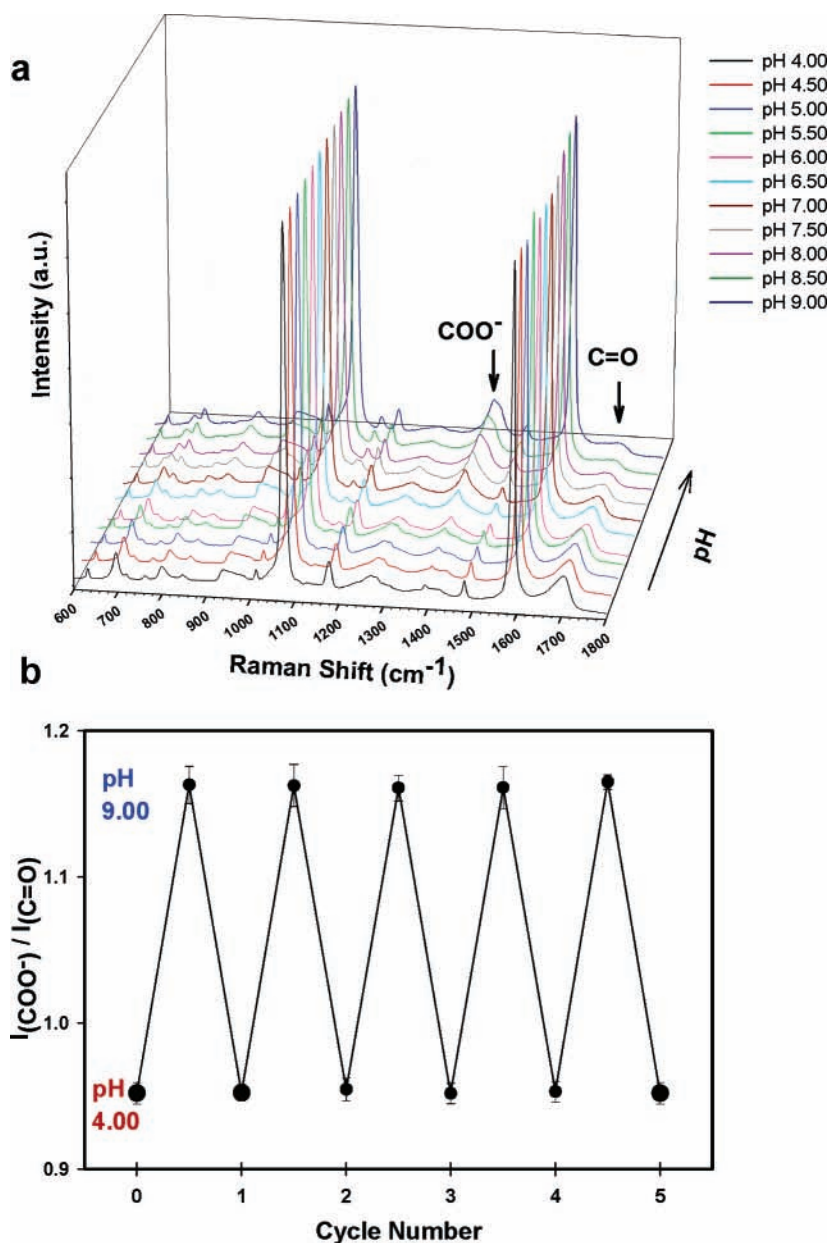 a
pH 4.00
pH 4.50
pH 5.00
pH 5.50
pH 6.00
pH 6.50
pH 7.00
pH 7.50
pH 8.00
pH 8.50
pH 9.00
Intensity (a.u.)
COO⁻
C=O
pH
600
700
800
900
1000
1100
1200
1300
1400
1500
1600
1700
1800
Raman Shift (cm⁻¹)
b
1.2
1.1
1.0
0.9
I(COO⁻) / I(C=O)
pH
9.00
pH
4.00
0 1 2 3 4 5
Cycle Number